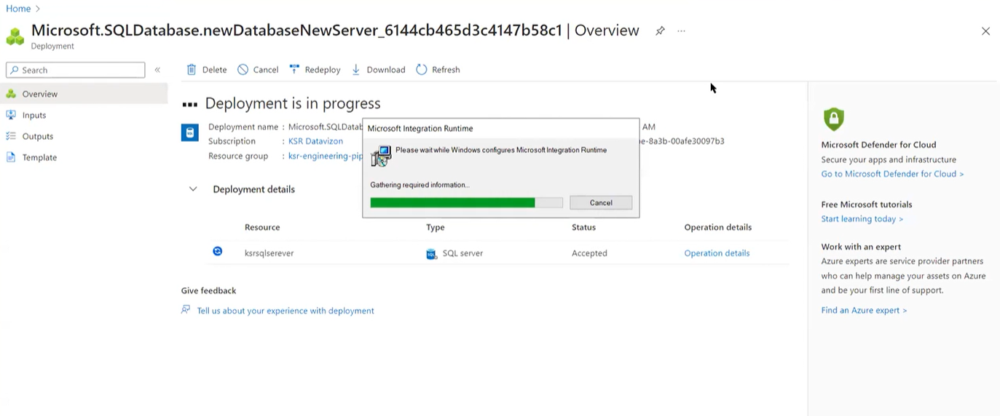 Home >
Microsoft.SQLDatabase.newDatabaseNewServer_6144cb465d3c4147b58c1 | Overview
Deployment
Search
Delete Cancel Redeploy Download Refresh
Overview
Inputs
Outputs
Template
Deployment is in progress
Deployment name : Microsoft.SQLDatab
AM
Subscription : KSR Datavizon
e-8a3b-00afe30097b3
Resource group : ksr-engineering-pip
Microsoft Integration Runtime
Please wait while Windows configures Microsoft Integration Runtime
Gathering required information...
Cancel
Deployment details
Resource Type Status Operation details
ksrsqlserever SQL server Accepted Operation details
Give feedback
Tell us about your experience with deployment
Microsoft Defender for Cloud
Secure your apps and infrastructure
Go to Microsoft Defender for Cloud >
Free Microsoft tutorials
Start learning today >
Work with an expert
Azure experts are service provider partners
who can help manage your assets on Azure
and be your first line of support.
Find an Azure expert >